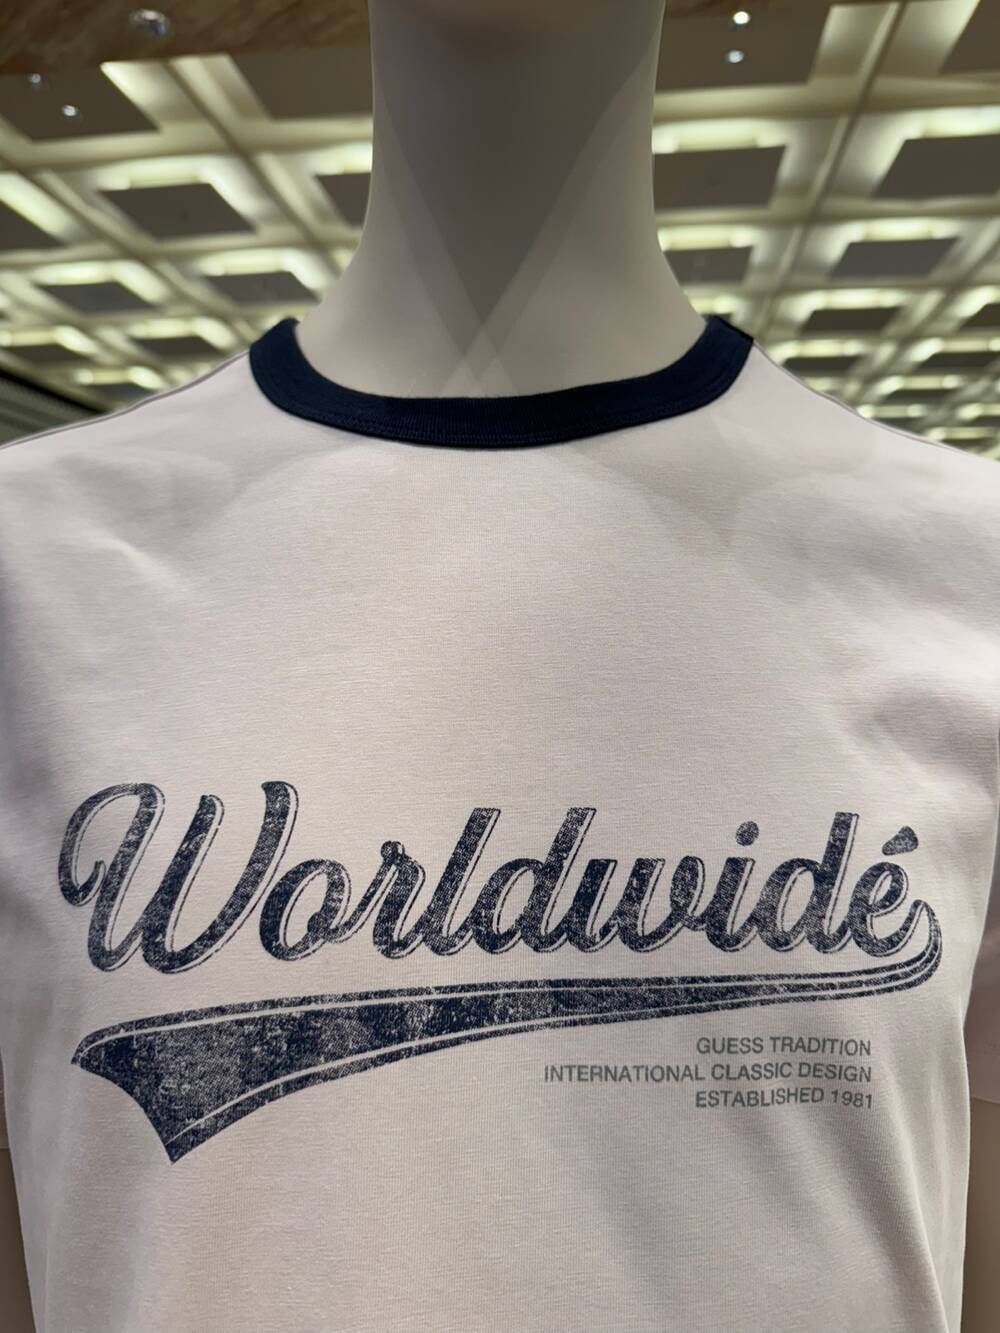 Worldwidé
GUESS TRADITION
INTERNATIONAL CLASSIC DESIGN
ESTABLISHED 1981